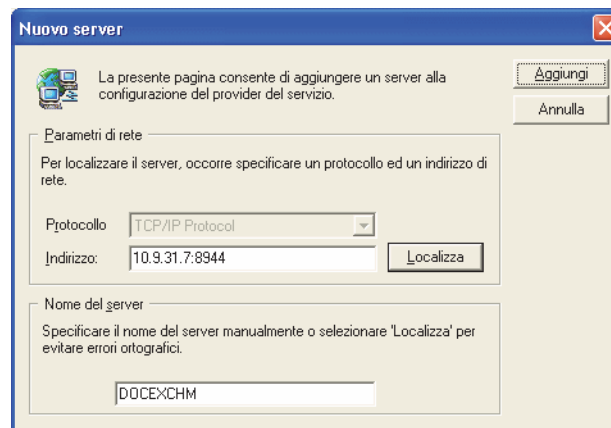 Nuovo server
La presente pagina consente di aggiungere un server alla
configurazione del provider del servizio.
Aggiungi
Annulla
Parametri di rete
Per localizzare il server, occorre specificare un protocollo ed un indirizzo di
rete.
Protocollo TCP/IP Protocol
Indirizzo: 10.9.31.7:8944 Localizza
Nome del server
Specificare il nome del server manualmente o selezionare 'Localizza' per
evitare errori ortografici.
DOCEXCHM